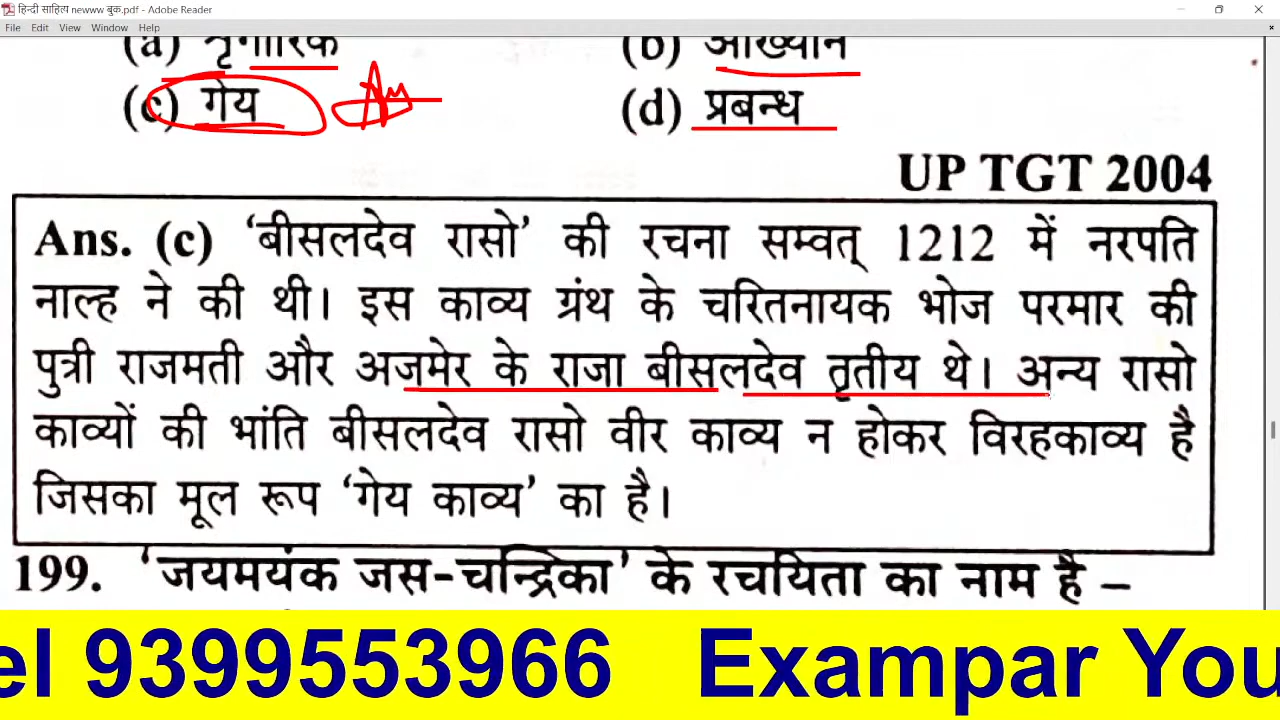 हिन्दी साहित्य newww बुक.pdf - Adobe Reader
File Edit View Window Help
(a) शृंगारिक (b) आख्यान
(c) गेय Ans (d) प्रबन्ध
UP TGT 2004
Ans. (c) ‘बीसलदेव रासो’ की रचना सम्वत् 1212 में नरपति
नाल्ह ने की थी। इस काव्य ग्रंथ के चरितनायक भोज परमार की
पुत्री राजमती और अजमेर के राजा बीसलदेव तृतीय थे। अन्य रासो
काव्यों की भांति बीसलदेव रासो वीर काव्य न होकर विरहकाव्य है
जिसका मूल रूप ‘गेय काव्य’ का है।
199. ‘जयमयंक जस-चन्द्रिका’ के रचयिता का नाम है –
el 9399553966 Exampar You